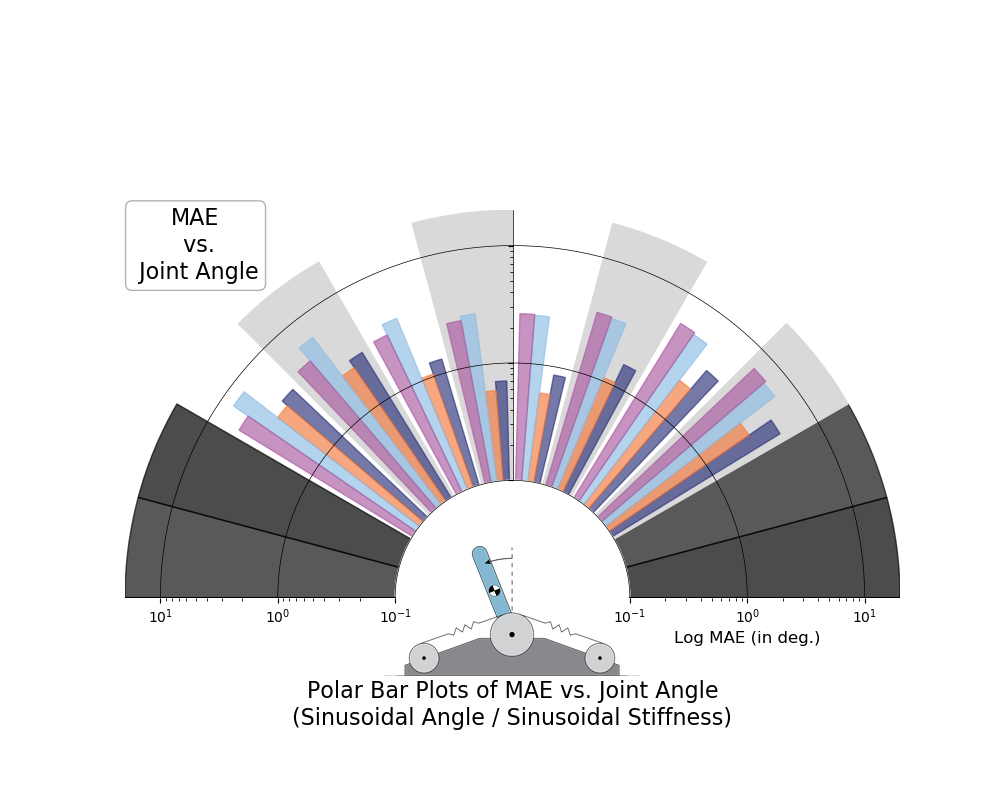 MAE
vs.
Joint Angle
10¹ 10⁰ 10⁻¹ 10⁻¹ 10⁰ 10¹
Log MAE (in deg.)
Polar Bar Plots of MAE vs. Joint Angle
(Sinusoidal Angle / Sinusoidal Stiffness)